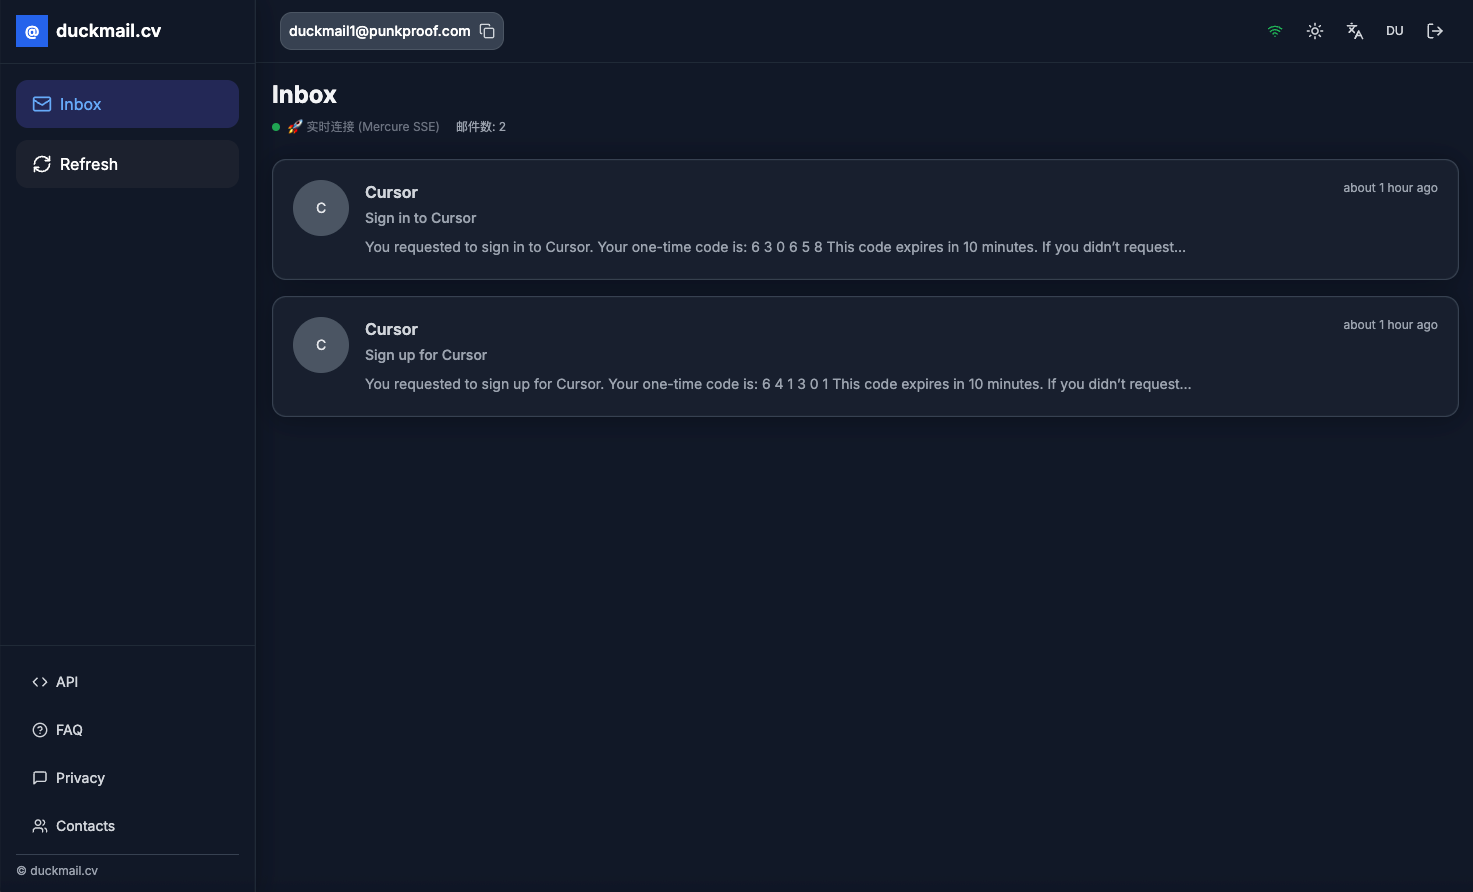 @ duckmail.cv
Inbox
Refresh
API
FAQ
Privacy
Contacts
© duckmail.cv
duckmail1@punkproof.com
DU
Inbox
🚀 实时连接 (Mercure SSE) 邮件数: 2
C
Cursor
about 1 hour ago
Sign in to Cursor
You requested to sign in to Cursor. Your one-time code is: 6 3 0 6 5 8 This code expires in 10 minutes. If you didn’t request...
C
Cursor
about 1 hour ago
Sign up for Cursor
You requested to sign up for Cursor. Your one-time code is: 6 4 1 3 0 1 This code expires in 10 minutes. If you didn’t request...